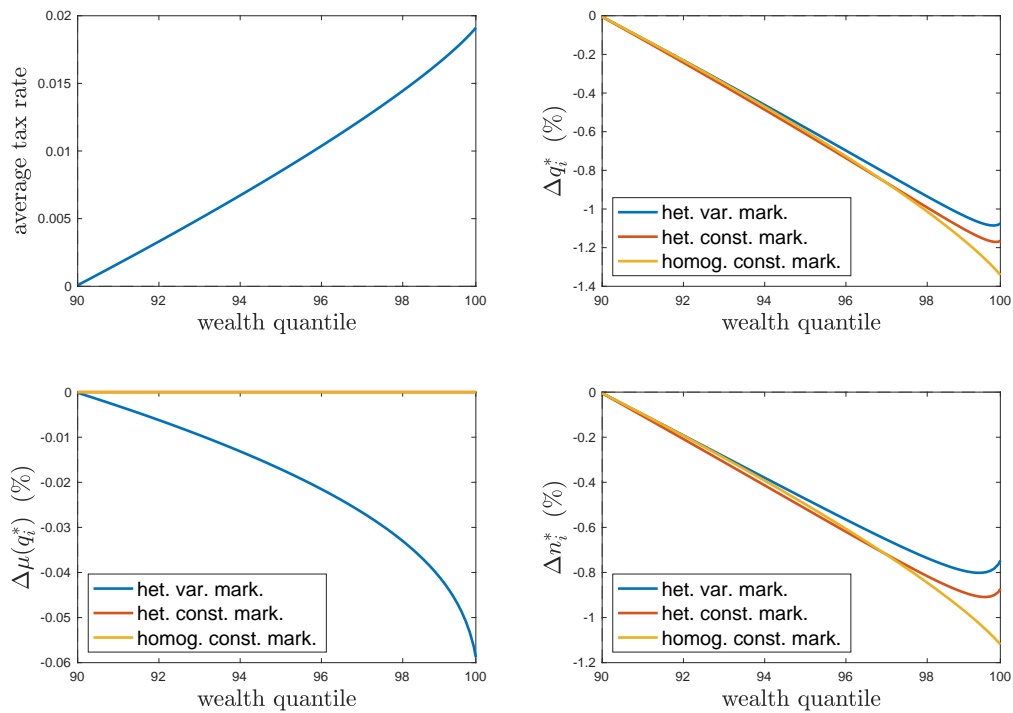 0.02
0.015
0.01
0.005
0
average tax rate
90 92 94 96 98 100
wealth quantile
0
-0.2
-0.4
-0.6
-0.8
-1
-1.2
-1.4
Δq_i^* (%)
het. var. mark.
het. const. mark.
homog. const. mark.
90 92 94 96 98 100
wealth quantile
0
-0.01
-0.02
-0.03
-0.04
-0.05
-0.06
Δμ(q_i^*) (%)
het. var. mark.
het. const. mark.
homog. const. mark.
90 92 94 96 98 100
wealth quantile
0
-0.2
-0.4
-0.6
-0.8
-1
-1.2
Δn_i^* (%)
het. var. mark.
het. const. mark.
homog. const. mark.
90 92 94 96 98 100
wealth quantile